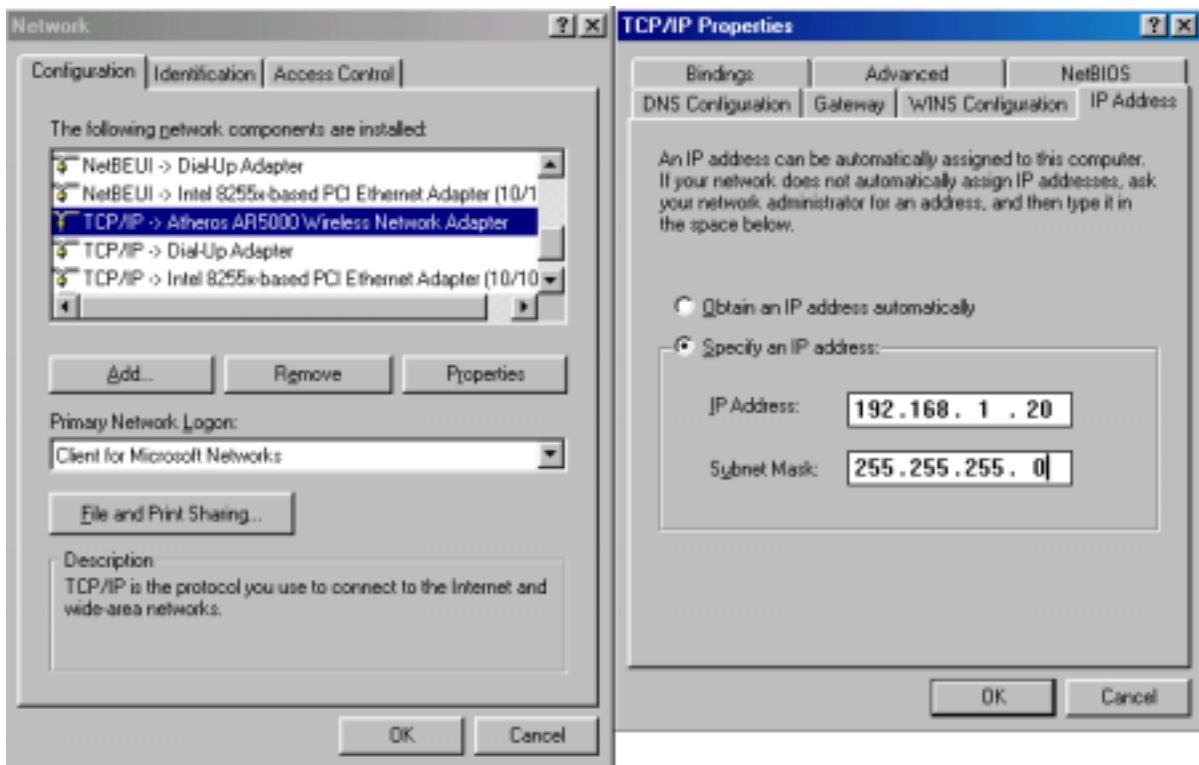 Network
Configuration
Identification
Access Control
The following network components are installed:
NetBEUI -> Dial-Up Adapter
NetBEUI -> Intel 8255x-based PCI Ethernet Adapter (10/1
TCP/IP -> Atheros AR5000 Wireless Network Adapter
TCP/IP -> Dial-Up Adapter
TCP/IP -> Intel 8255x-based PCI Ethernet Adapter (10/10
Add...
Remove
Properties
Primary Network Logon:
Client for Microsoft Networks
File and Print Sharing...
Description
TCP/IP is the protocol you use to connect to the Internet and
wide-area networks.
OK
Cancel
TCP/IP Properties
Bindings
Advanced
NetBIOS
DNS Configuration
Gateway
WINS Configuration
IP Address
An IP address can be automatically assigned to this computer.
If your network does not automatically assign IP addresses, ask
your network administrator for an address, and then type it in
the space below.
Obtain an IP address automatically
Specify an IP address:
IP Address:
192.168. 1 . 20
Subnet Mask:
255.255.255. 0
OK
Cancel